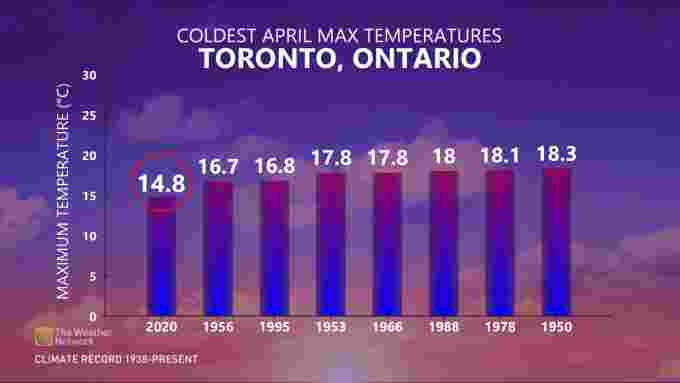 COLDEST APRIL MAX TEMPERATURES
TORONTO, ONTARIO
MAXIMUM TEMPERATURE (°C)
30
25
20
15
10
5
0
14.8
16.7
16.8
17.8
17.8
18
18.1
18.3
2020 1956 1995 1953 1966 1988 1978 1950
The Weather
Network
CLIMATE RECORD 1938-PRESENT